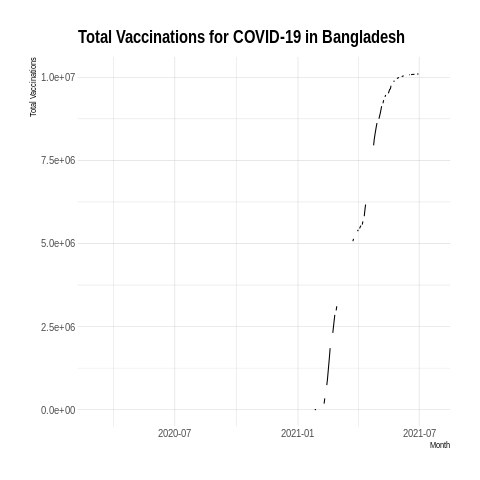 Total Vaccinations for COVID-19 in Bangladesh
Total Vaccinations
1.0e+07
7.5e+06
5.0e+06
2.5e+06
0.0e+00
2020-07
2021-01
2021-07
Month